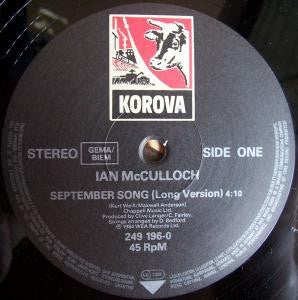 KOROVA
STEREO GEMA/BIEM SIDE ONE
IAN McCULLOCH
SEPTEMBER SONG (Long Version) 4:10
(Kurt Weill/Maxwell Anderson)
Chappell Music Ltd.
Produced by Clive Langer/C. Fairley.
Strings arranged by D. Bedford
℗ 1984 WEA Records Ltd.
249 196-0
45 RpM